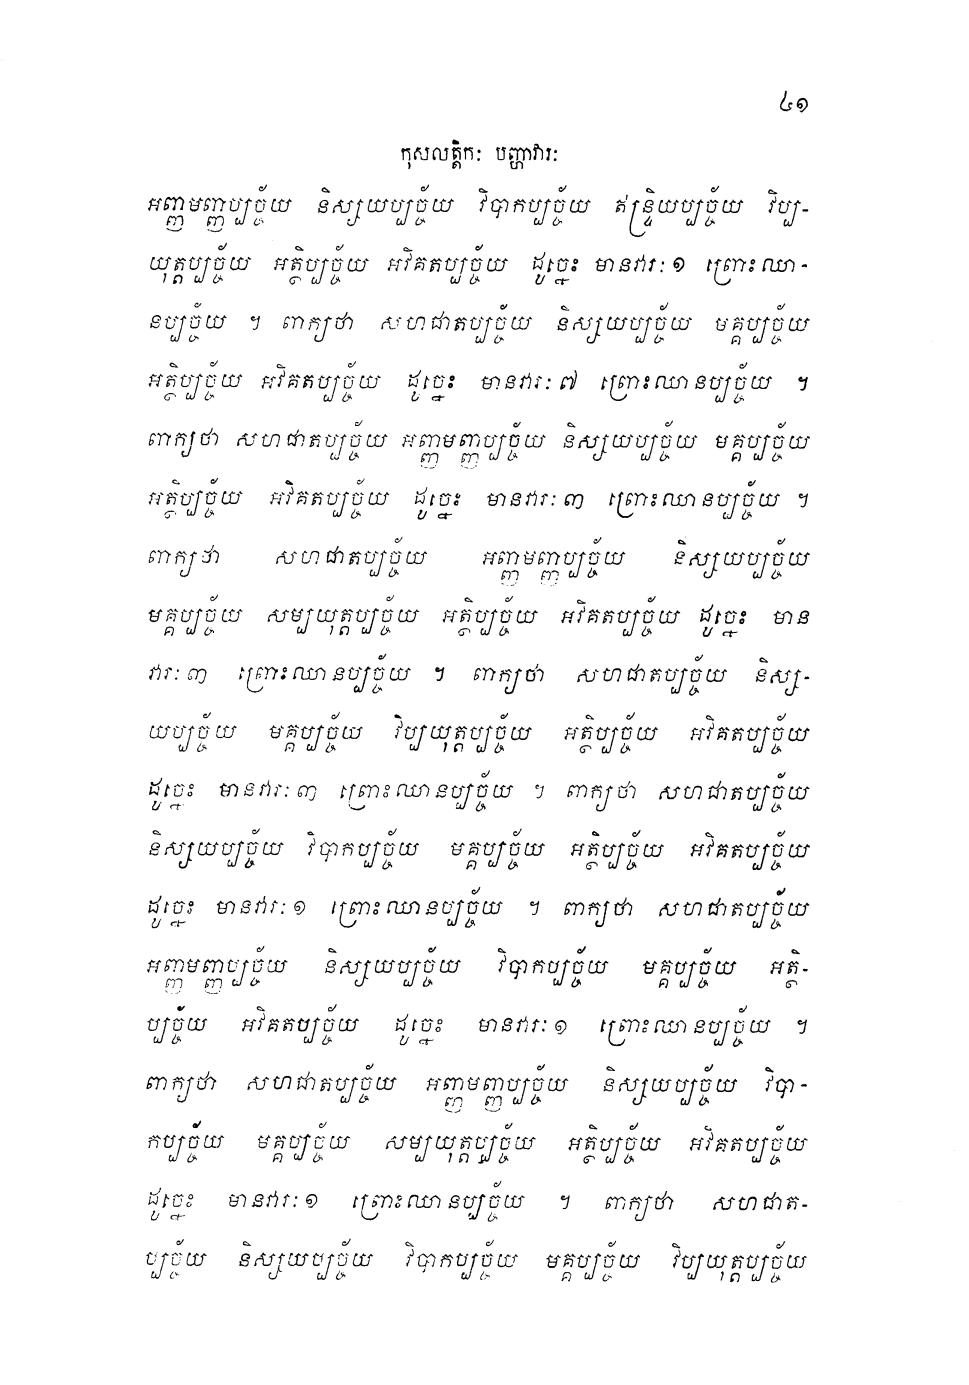 ៤១
កុសលត្តិក: បញ្ហាវារ:
អញ្ញមញ្ញប្បច្ច័យ និស្សយប្បច្ច័យ វិបាកប្បច្ច័យ ឥន្ទ្រិយប្បច្ច័យ វិប្ប-
យុត្តប្បច្ច័យ អត្ថិប្បច្ច័យ អវិគតប្បច្ច័យ ដូច្នេះ មានវារ: ១ ព្រោះឈា-
នប្បច្ច័យ ។ ពាក្យថា សហជាតប្បច្ច័យ និស្សយប្បច្ច័យ មគ្គប្បច្ច័យ
អត្ថិប្បច្ច័យ អវិគតប្បច្ច័យ ដូច្នេះ មានវារ: ៧ ព្រោះឈានប្បច្ច័យ ។
ពាក្យថា សហជាតប្បច្ច័យ អញ្ញមញ្ញប្បច្ច័យ និស្សយប្បច្ច័យ មគ្គប្បច្ច័យ
អត្ថិប្បច្ច័យ អវិគតប្បច្ច័យ ដូច្នេះ មានវារ: ៣ ព្រោះឈានប្បច្ច័យ ។
ពាក្យថា សហជាតប្បច្ច័យ អញ្ញមញ្ញប្បច្ច័យ និស្សយប្បច្ច័យ
មគ្គប្បច្ច័យ សម្បយុត្តប្បច្ច័យ អត្ថិប្បច្ច័យ អវិគតប្បច្ច័យ ដូច្នេះ មាន
វារ: ៣ ព្រោះឈានប្បច្ច័យ ។ ពាក្យថា សហជាតប្បច្ច័យ និស្ស-
យប្បច្ច័យ មគ្គប្បច្ច័យ វិប្បយុត្តប្បច្ច័យ អត្ថិប្បច្ច័យ អវិគតប្បច្ច័យ
ដូច្នេះ មានវារ: ៣ ព្រោះឈានប្បច្ច័យ ។ ពាក្យថា សហជាតប្បច្ច័យ
និស្សយប្បច្ច័យ វិបាកប្បច្ច័យ មគ្គប្បច្ច័យ អត្ថិប្បច្ច័យ អវិគតប្បច្ច័យ
ដូច្នេះ មានវារ: ១ ព្រោះឈានប្បច្ច័យ ។ ពាក្យថា សហជាតប្បច្ច័យ
អញ្ញមញ្ញប្បច្ច័យ និស្សយប្បច្ច័យ វិបាកប្បច្ច័យ មគ្គប្បច្ច័យ អត្ថិ-
ប្បច្ច័យ អវិគតប្បច្ច័យ ដូច្នេះ មានវារ: ១ ព្រោះឈានប្បច្ច័យ ។
ពាក្យថា សហជាតប្បច្ច័យ អញ្ញមញ្ញប្បច្ច័យ និស្សយប្បច្ច័យ វិបា-
កប្បច្ច័យ មគ្គប្បច្ច័យ សម្បយុត្តប្បច្ច័យ អត្ថិប្បច្ច័យ អវិគតប្បច្ច័យ
ដូច្នេះ មានវារ: ១ ព្រោះឈានប្បច្ច័យ ។ ពាក្យថា សហជាត-
ប្បច្ច័យ និស្សយប្បច្ច័យ វិបាកប្បច្ច័យ មគ្គប្បច្ច័យ វិប្បយុត្តប្បច្ច័យ